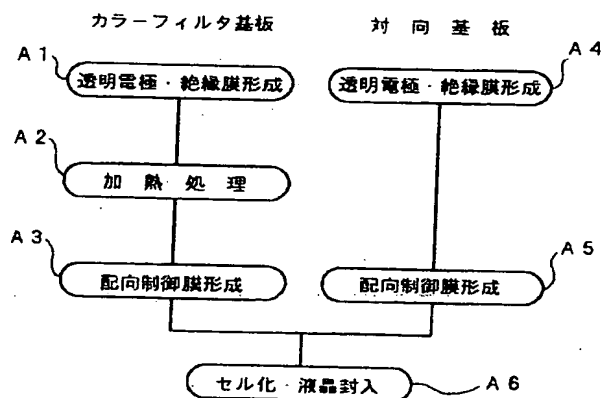 カラーフィルタ基板 対向基板
A1 透明電極・絶縁膜形成 透明電極・絶縁膜形成 A4
A2 加熱処理
A3 配向制御膜形成 配向制御膜形成 A5
セル化・液晶封入 A6